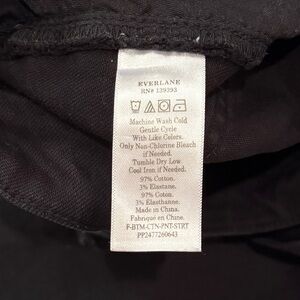 EVERLANE
RN# 139393
Machine Wash Cold
Gentle Cycle
With Like Colors.
Only Non-Chlorine Bleach
if Needed.
Tumble Dry Low
Cool Iron if Needed.
97% Cotton.
3% Elastane.
97% Coton.
3% Élasthanne.
Made in China.
Fabriqué en Chine.
F-BTM-CTN-PNT-STRT
PP2477260643